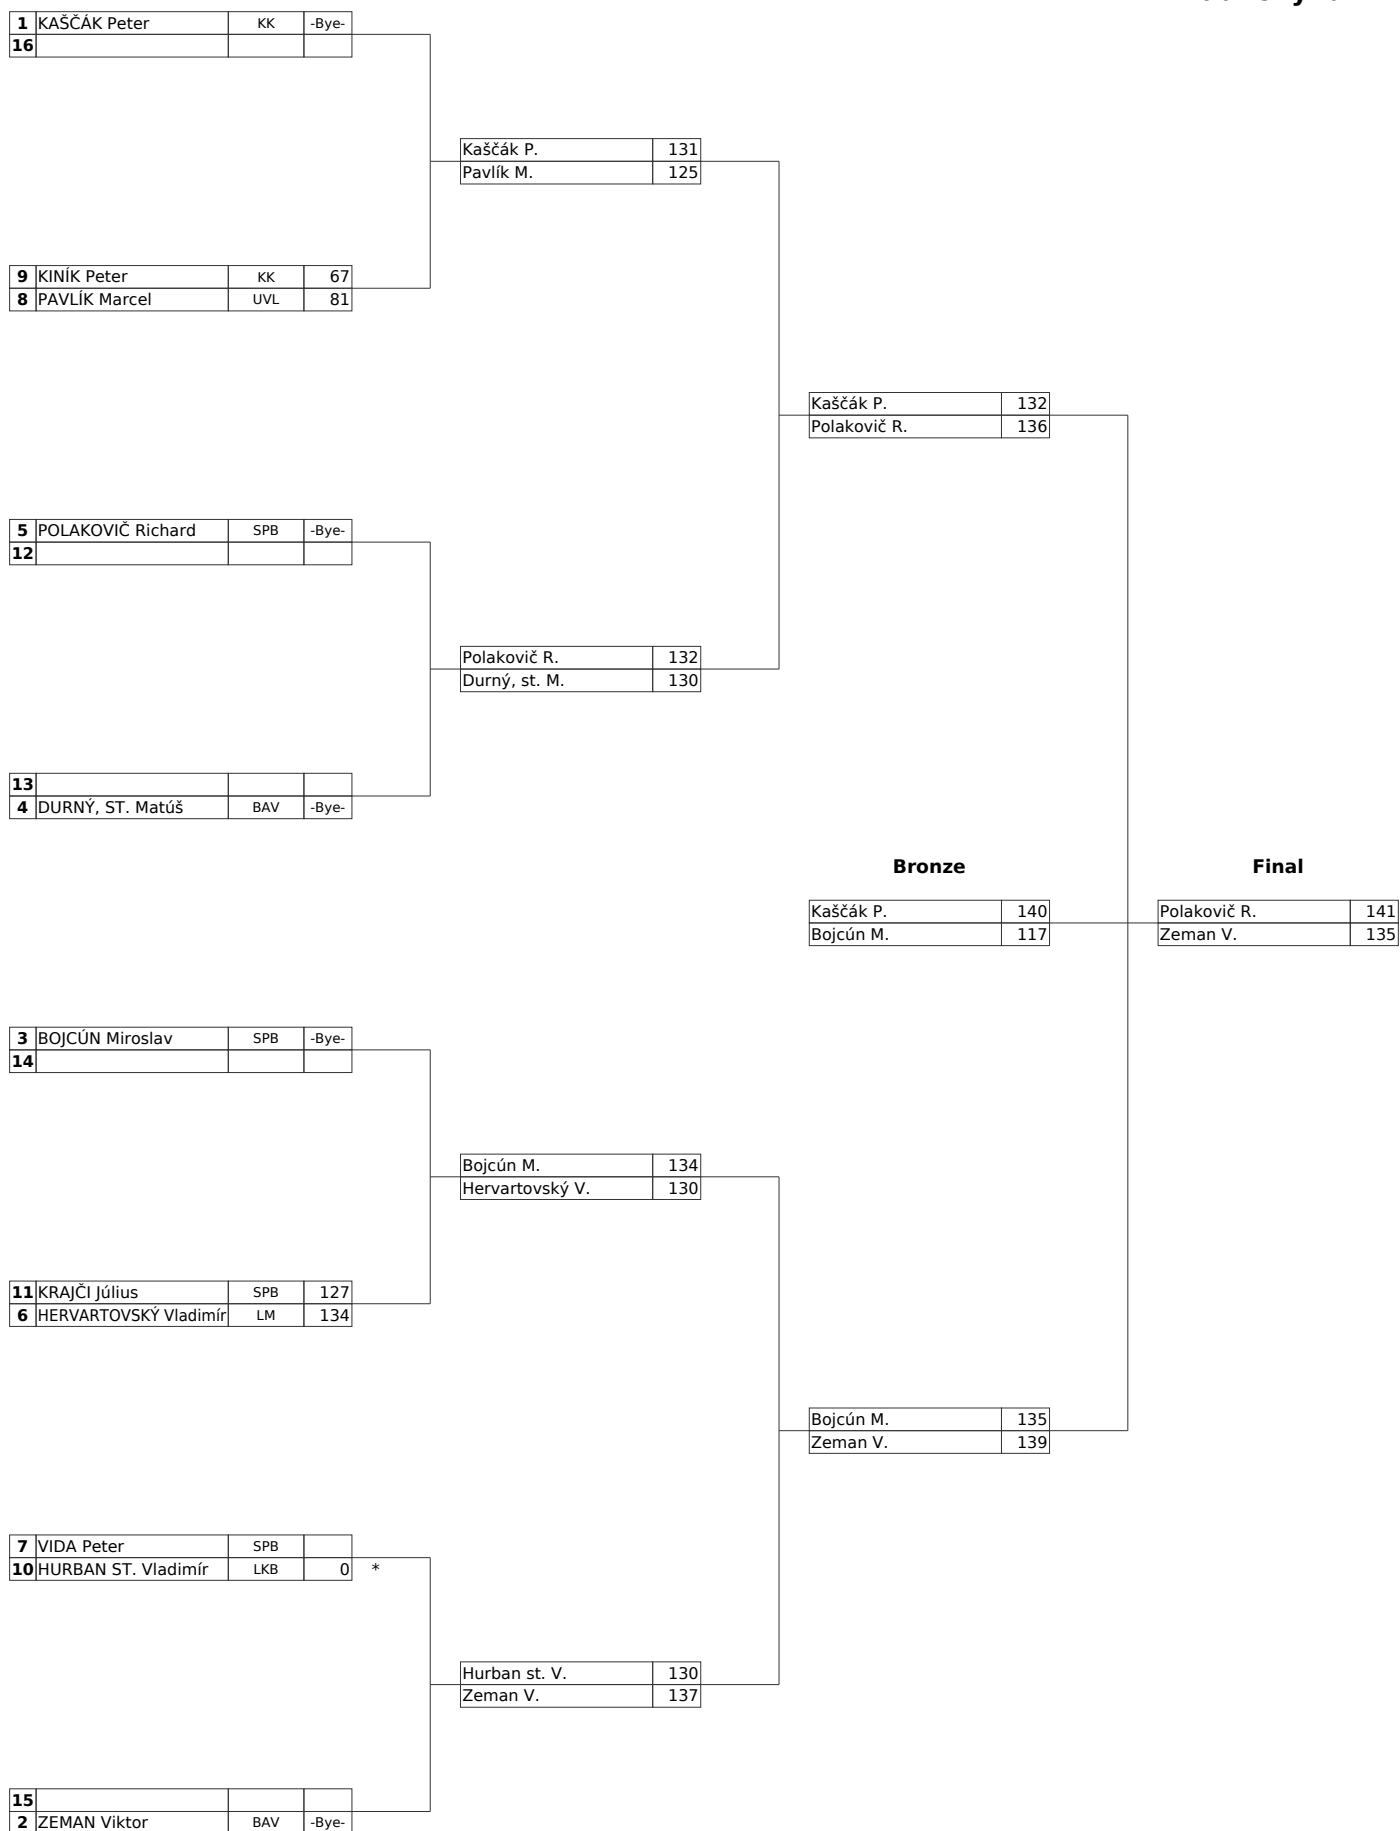 1 KAŠČÁK Peter KK -Bye-
16
Kaščák P. 131
Pavlík M. 125
9 KINÍK Peter KK 67
8 PAVLÍK Marcel UVL 81
Kaščák P. 132
Polakovič R. 136
5 POLAKOVIČ Richard SPB -Bye-
12
Polakovič R. 132
Durný, st. M. 130
13
4 DURNÝ, ST. Matúš BAV -Bye-
Bronze Final
Kaščák P. 140 Polakovič R. 141
Bojcún M. 117 Zeman V. 135
3 BOJCÚN Miroslav SPB -Bye-
14
Bojcún M. 134
Hervartovský V. 130
11 KRAJČI Július SPB 127
6 HERVARTOVSKÝ Vladimír LM 134
Bojcún M. 135
Zeman V. 139
7 VIDA Peter SPB
10 HURBAN ST. Vladimír LKB 0 *
Hurban st. V. 130
Zeman V. 137
15
2 ZEMAN Viktor BAV -Bye-